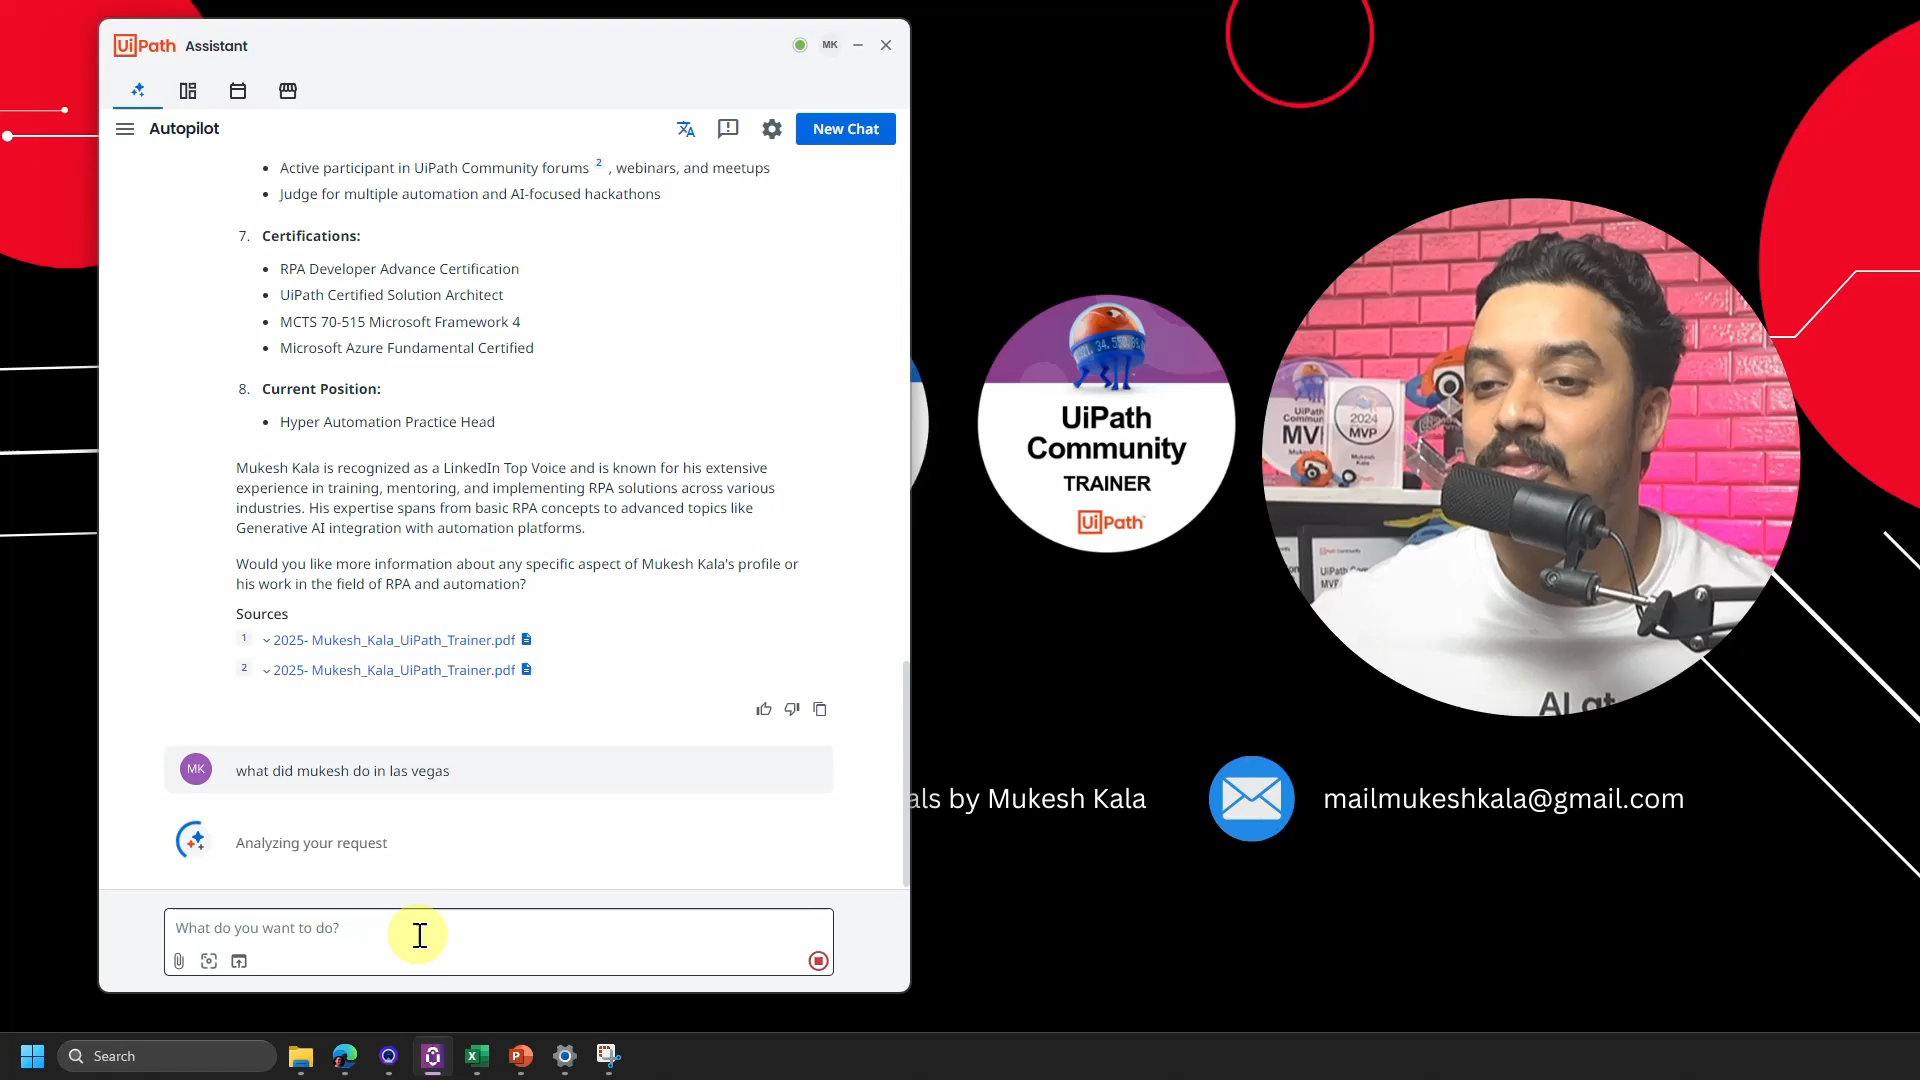 UiPath Assistant
MK
Autopilot
New Chat
Active participant in UiPath Community forums 2 , webinars, and meetups
Judge for multiple automation and AI-focused hackathons
7. Certifications:
RPA Developer Advance Certification
UiPath Certified Solution Architect
MCTS 70-515 Microsoft Framework 4
Microsoft Azure Fundamental Certified
8. Current Position:
Hyper Automation Practice Head
Mukesh Kala is recognized as a LinkedIn Top Voice and is known for his extensive
experience in training, mentoring, and implementing RPA solutions across various
industries. His expertise spans from basic RPA concepts to advanced topics like
Generative AI integration with automation platforms.
Would you like more information about any specific aspect of Mukesh Kala's profile or
his work in the field of RPA and automation?
Sources
1 2025- Mukesh_Kala_UiPath_Trainer.pdf
2 2025- Mukesh_Kala_UiPath_Trainer.pdf
MK what did mukesh do in las vegas
Analyzing your request
What do you want to do?
UiPath
Community
TRAINER
UiPath
2024
MVP
AI at
als by Mukesh Kala
mailmukeshkala@gmail.com
Search